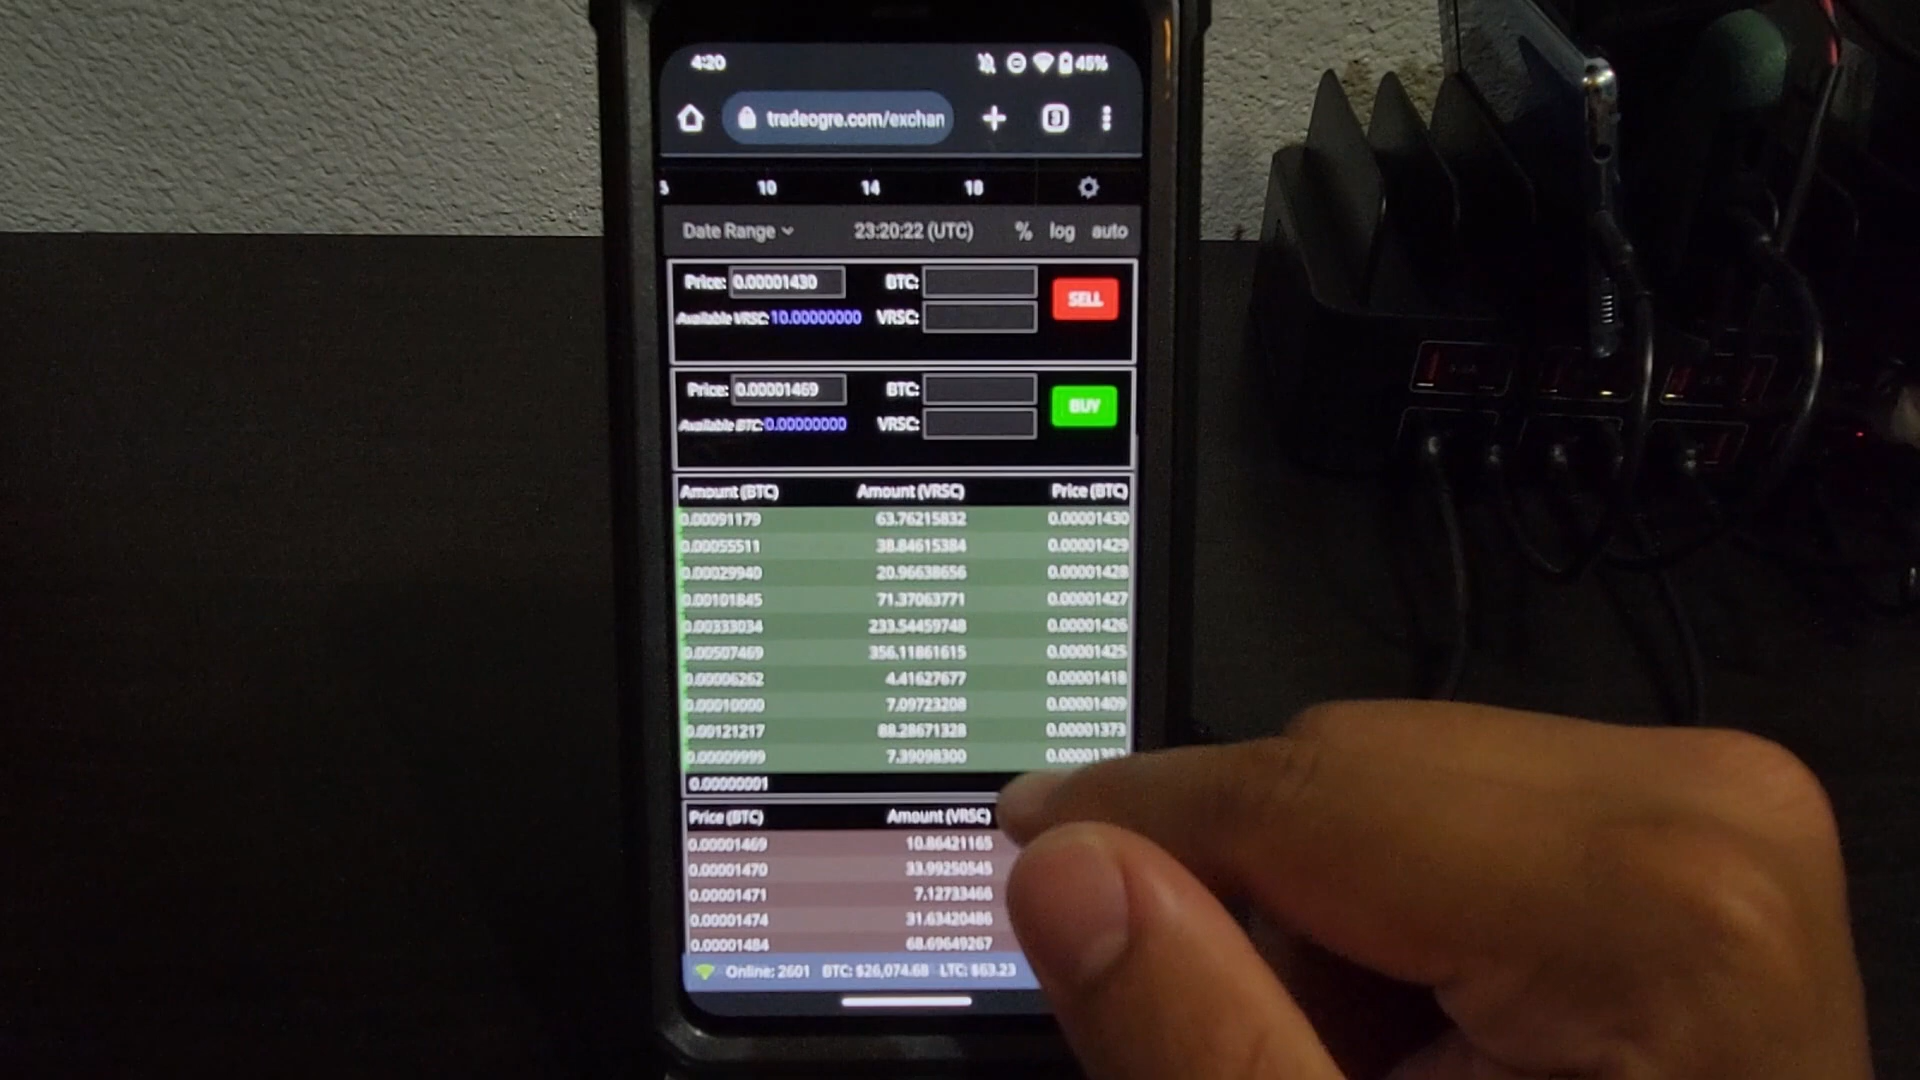 4:20 45%
tradeogre.com/exchan
10 14 18
Date Range 23:20:22 (UTC) % log auto
Price: 0.00001430 BTC: SELL
Available VRSC: 10.00000000 VRSC:
Price: 0.00001469 BTC: BUY
Available BTC: 0.00000000 VRSC:
Amount (BTC) Amount (VRSC) Price (BTC)
0.00091179 63.76215832 0.00001430
0.00055511 38.84615384 0.00001429
0.00029940 20.96638656 0.00001428
0.00101845 71.37063771 0.00001427
0.00333034 233.54459748 0.00001426
0.00507469 356.11861615 0.00001425
0.00006262 4.41627677 0.00001418
0.00010000 7.09723208 0.00001409
0.00121217 88.28671328 0.00001373
0.00009999 7.39098300
0.00000001
Price (BTC) Amount (VRSC)
0.00001469 10.86421165
0.00001470 33.99250545
0.00001471 7.12733466
0.00001474 31.63420486
0.00001484 68.69649267
Online: 2601 BTC: $26,074.68 LTC: $63.23